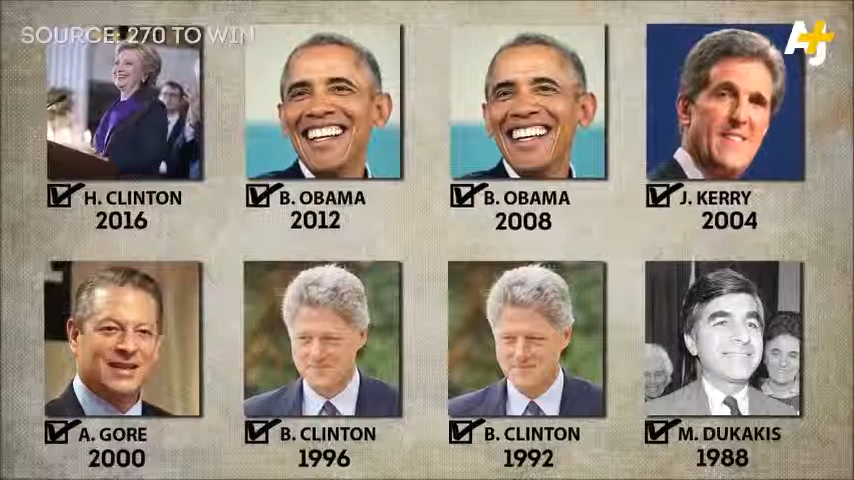 SOURCE: 270 TO WIN
AJ+
H. CLINTON
2016
B. OBAMA
2012
B. OBAMA
2008
J. KERRY
2004
A. GORE
2000
B. CLINTON
1996
B. CLINTON
1992
M. DUKAKIS
1988